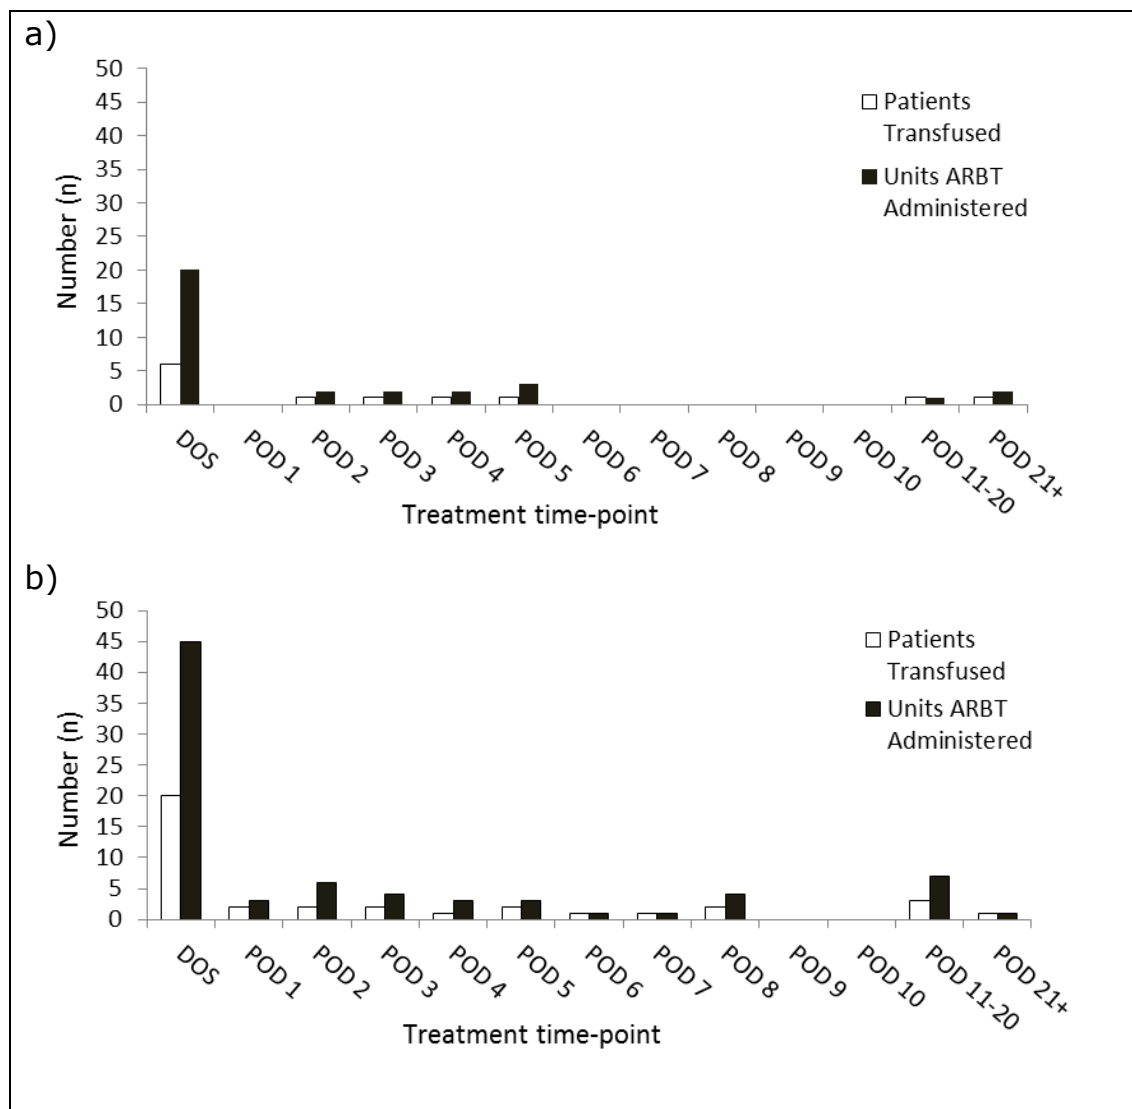 a)
50
45
40
35
30
25
20
15
10
5
0
Number (n)
Patients
Transfused
Units ARBT
Administered
DOS
POD 1
POD 2
POD 3
POD 4
POD 5
POD 6
POD 7
POD 8
POD 9
POD 10
POD 11-20
POD 21+
Treatment time-point
b)
50
45
40
35
30
25
20
15
10
5
0
Number (n)
Patients
Transfused
Units ARBT
Administered
DOS
POD 1
POD 2
POD 3
POD 4
POD 5
POD 6
POD 7
POD 8
POD 9
POD 10
POD 11-20
POD 21+
Treatment time-point